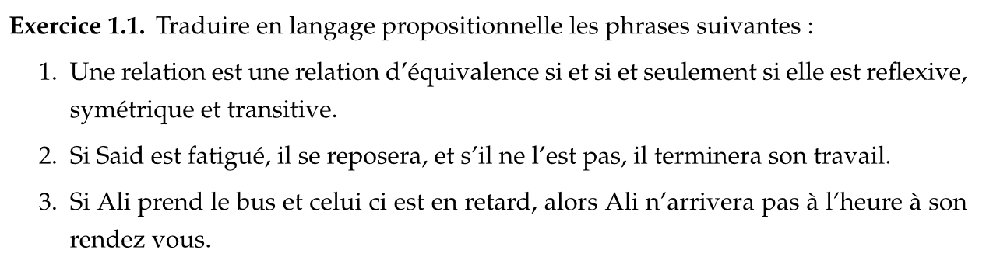 Exercice 1.1. Traduire en langage propositionnelle les phrases suivantes :
1. Une relation est une relation d'équivalence si et si et seulement si elle est reflexive,
symétrique et transitive.
2. Si Said est fatigué, il se reposera, et s'il ne l'est pas, il terminera son travail.
3. Si Ali prend le bus et celui ci est en retard, alors Ali n'arrivera pas à l'heure à son
rendez vous.